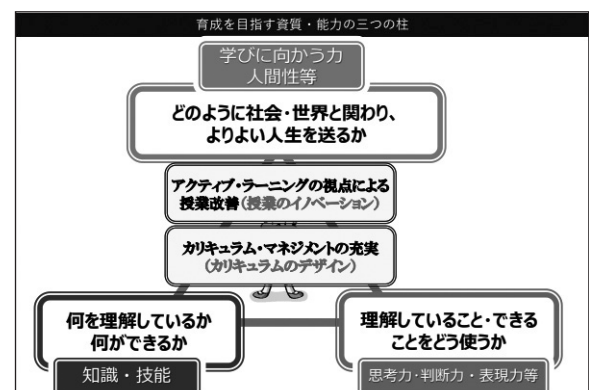 育成を目指す資質・能力の三つの柱
学びに向かう力
人間性等
どのように社会・世界と関わり、
よりよい人生を送るか
アクティブ・ラーニングの視点による
授業改善(授業のイノベーション)
カリキュラム・マネジメントの充実
(カリキュラムのデザイン)
何を理解しているか
何ができるか
知識・技能
理解していること・できる
ことをどう使うか
思考力・判断力・表現力等